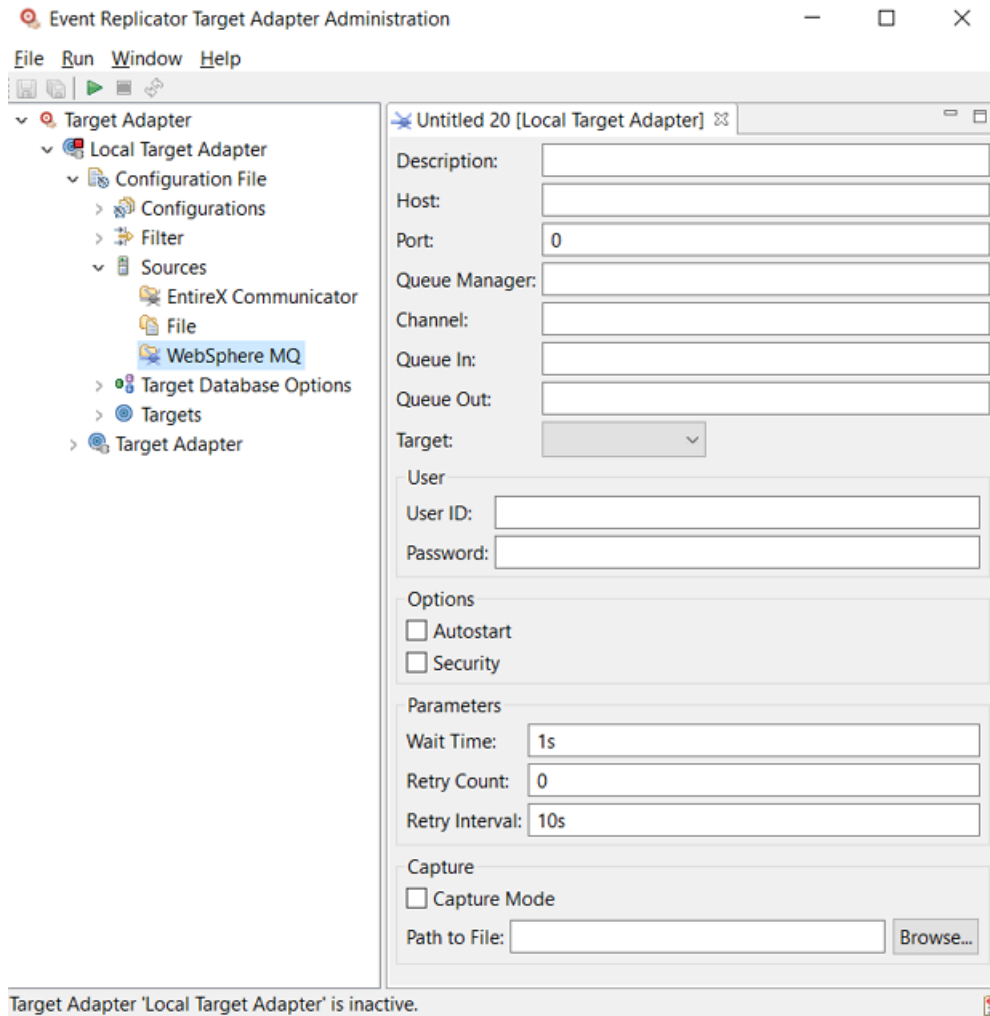 Event Replicator Target Adapter Administration
File Run Window Help
Target Adapter
Local Target Adapter
Configuration File
Configurations
Filter
Sources
EntireX Communicator
File
WebSphere MQ
Target Database Options
Targets
Target Adapter
Untitled 20 [Local Target Adapter]
Description:
Host:
Port: 0
Queue Manager:
Channel:
Queue In:
Queue Out:
Target:
User
User ID:
Password:
Options
Autostart
Security
Parameters
Wait Time: 1s
Retry Count: 0
Retry Interval: 10s
Capture
Capture Mode
Path to File: Browse...
Target Adapter 'Local Target Adapter' is inactive.